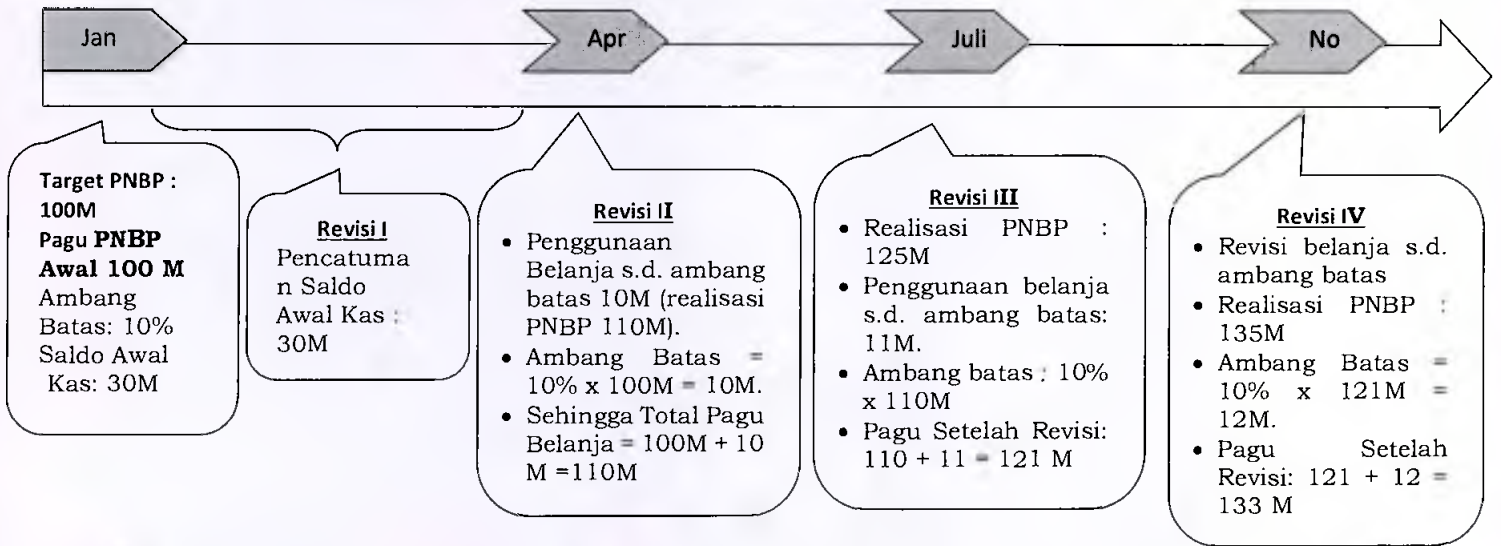 Jan
Apr
Juli
No
Target PNBP :
100M
Pagu PNBP
Awal 100 M
Ambang
Batas: 10%
Saldo Awal
Kas: 30M
Revisi I
Pencatuma
n Saldo
Awal Kas :
30M
Revisi II
• Penggunaan
Belanja s.d. ambang
batas 10M (realisasi
PNBP 110M).
• Ambang Batas =
10% x 100M = 10M.
• Sehingga Total Pagu
Belanja = 100M + 10
M =110M
Revisi III
• Realisasi PNBP :
125M
• Penggunaan belanja
s.d. ambang batas:
11M.
• Ambang batas : 10%
x 110M
• Pagu Setelah Revisi:
110 + 11 = 121 M
Revisi IV
• Revisi belanja s.d.
ambang batas
• Realisasi PNBP :
135M
• Ambang Batas =
10% x 121M =
12M.
• Pagu Setelah
Revisi: 121 + 12 =
133 M